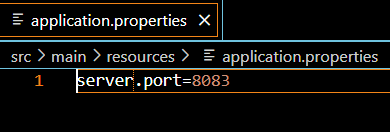 application.properties
src > main > resources > application.properties
1 server.port=8083